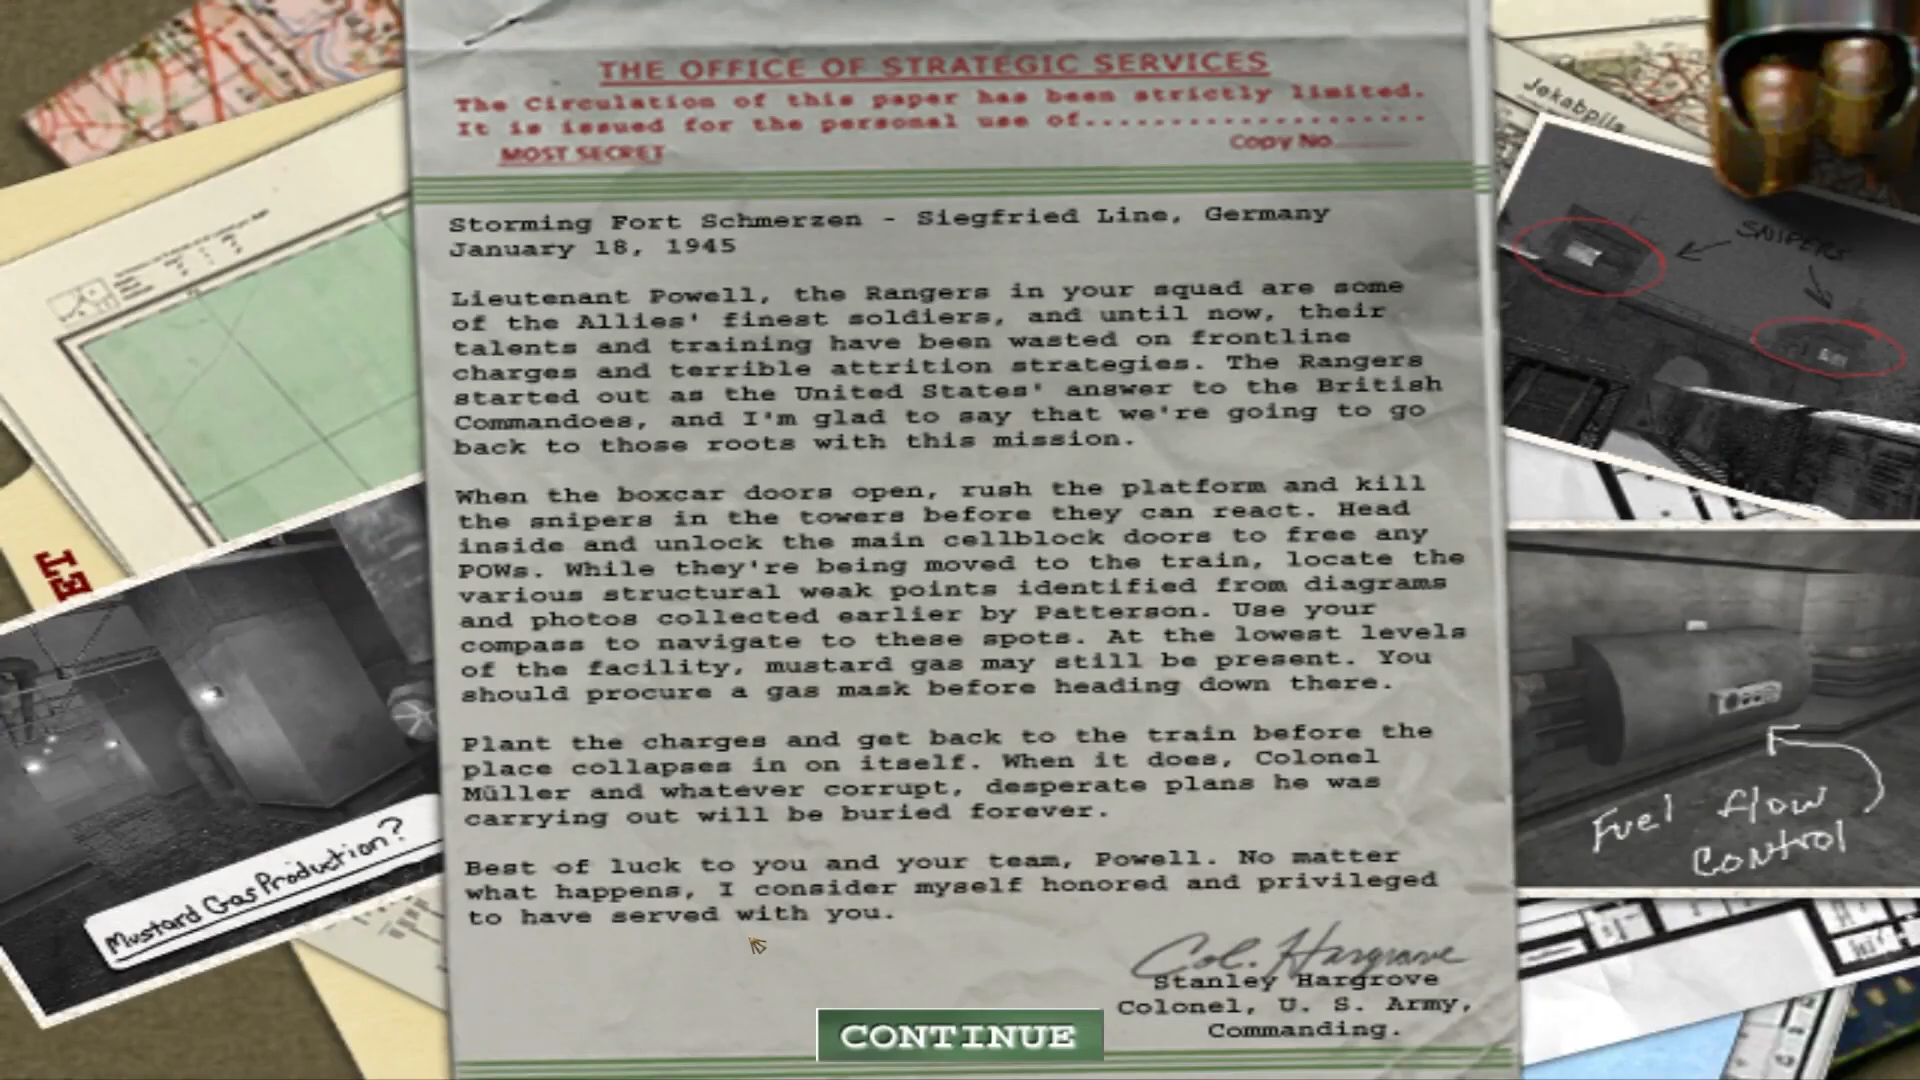 THE OFFICE OF STRATEGIC SERVICES
The Circulation of this paper has been strictly limited.
It is issued for the personal use of.....................
MOST SECRET
Copy No.
Storming Fort Schmerzen - Siegfried Line, Germany
January 18, 1945
Lieutenant Powell, the Rangers in your squad are some
of the Allies' finest soldiers, and until now, their
talents and training have been wasted on frontline
charges and terrible attrition strategies. The Rangers
started out as the United States' answer to the British
Commandoes, and I'm glad to say that we're going to go
back to those roots with this mission.
When the boxcar doors open, rush the platform and kill
the snipers in the towers before they can react. Head
inside and unlock the main cellblock doors to free any
POWs. While they're being moved to the train, locate the
various structural weak points identified from diagrams
and photos collected earlier by Patterson. Use your
compass to navigate to these spots. At the lowest levels
of the facility, mustard gas may still be present. You
should procure a gas mask before heading down there.
Plant the charges and get back to the train before the
place collapses in on itself. When it does, Colonel
Müller and whatever corrupt, desperate plans he was
carrying out will be buried forever.
Best of luck to you and your team, Powell. No matter
what happens, I consider myself honored and privileged
to have served with you.
Col. Hargrove
Stanley Hargrove
Colonel, U. S. Army,
Commanding.
CONTINUE
Mustard Gas Production?
Jekabpils
SNIPERS
Fuel flow
control